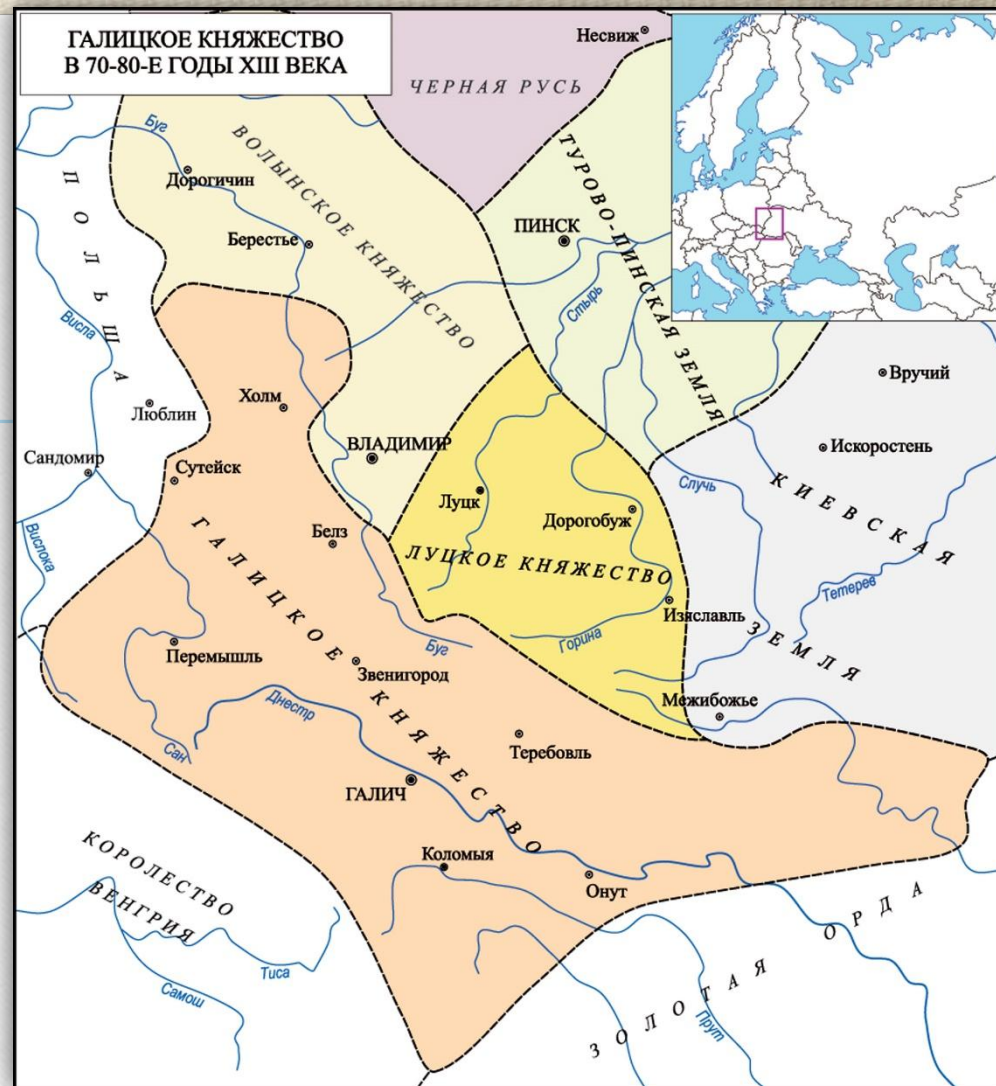 ГАЛИЦКОЕ КНЯЖЕСТВО
В 70-80-Е ГОДЫ XIII ВЕКА
Несвиж
ЧЕРНАЯ РУСЬ
Буг
ВОЛЫНСКОЕ КНЯЖЕСТВО
ТУРОВО-ПИНСКАЯ ЗЕМЛЯ
ПОЛЬША
Дорогичин
ПИНСК
Берестье
Стырь
Висла
Вручий
Холм
Люблин
ВЛАДИМИР
Искоростень
Сандомир
Сутейск
Луцк
Случь
КИЕВСКАЯ
Дорогобуж
Вислока
ГАЛИЦКОЕ КНЯЖЕСТВО
Белз
ЛУЦКОЕ КНЯЖЕСТВО
Тетерев
Изяславль
ЗЕМЛЯ
Горина
Буг
Перемышль
Звенигород
Межибожье
Днестр
Сан
Теребовль
ГАЛИЧ
КОРОЛЕСТВО
ВЕНГРИЯ
Коломыя
Онут
ЗОЛОТАЯ ОРДА
Тиса
Самош
Прут